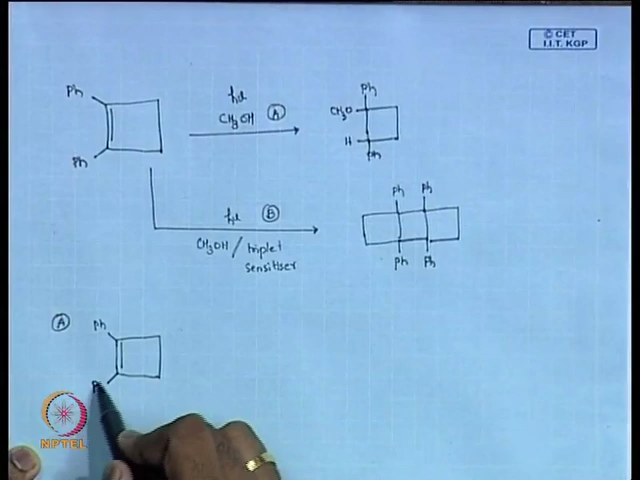 © CET
I.I.T. KGP
Ph
Ph
hν
CH3OH Ⓐ
Ph
CH3O
H
Ph
hν Ⓑ
CH3OH / triplet
sensitiser
Ph Ph
Ph Ph
Ⓐ
Ph
NPTEL